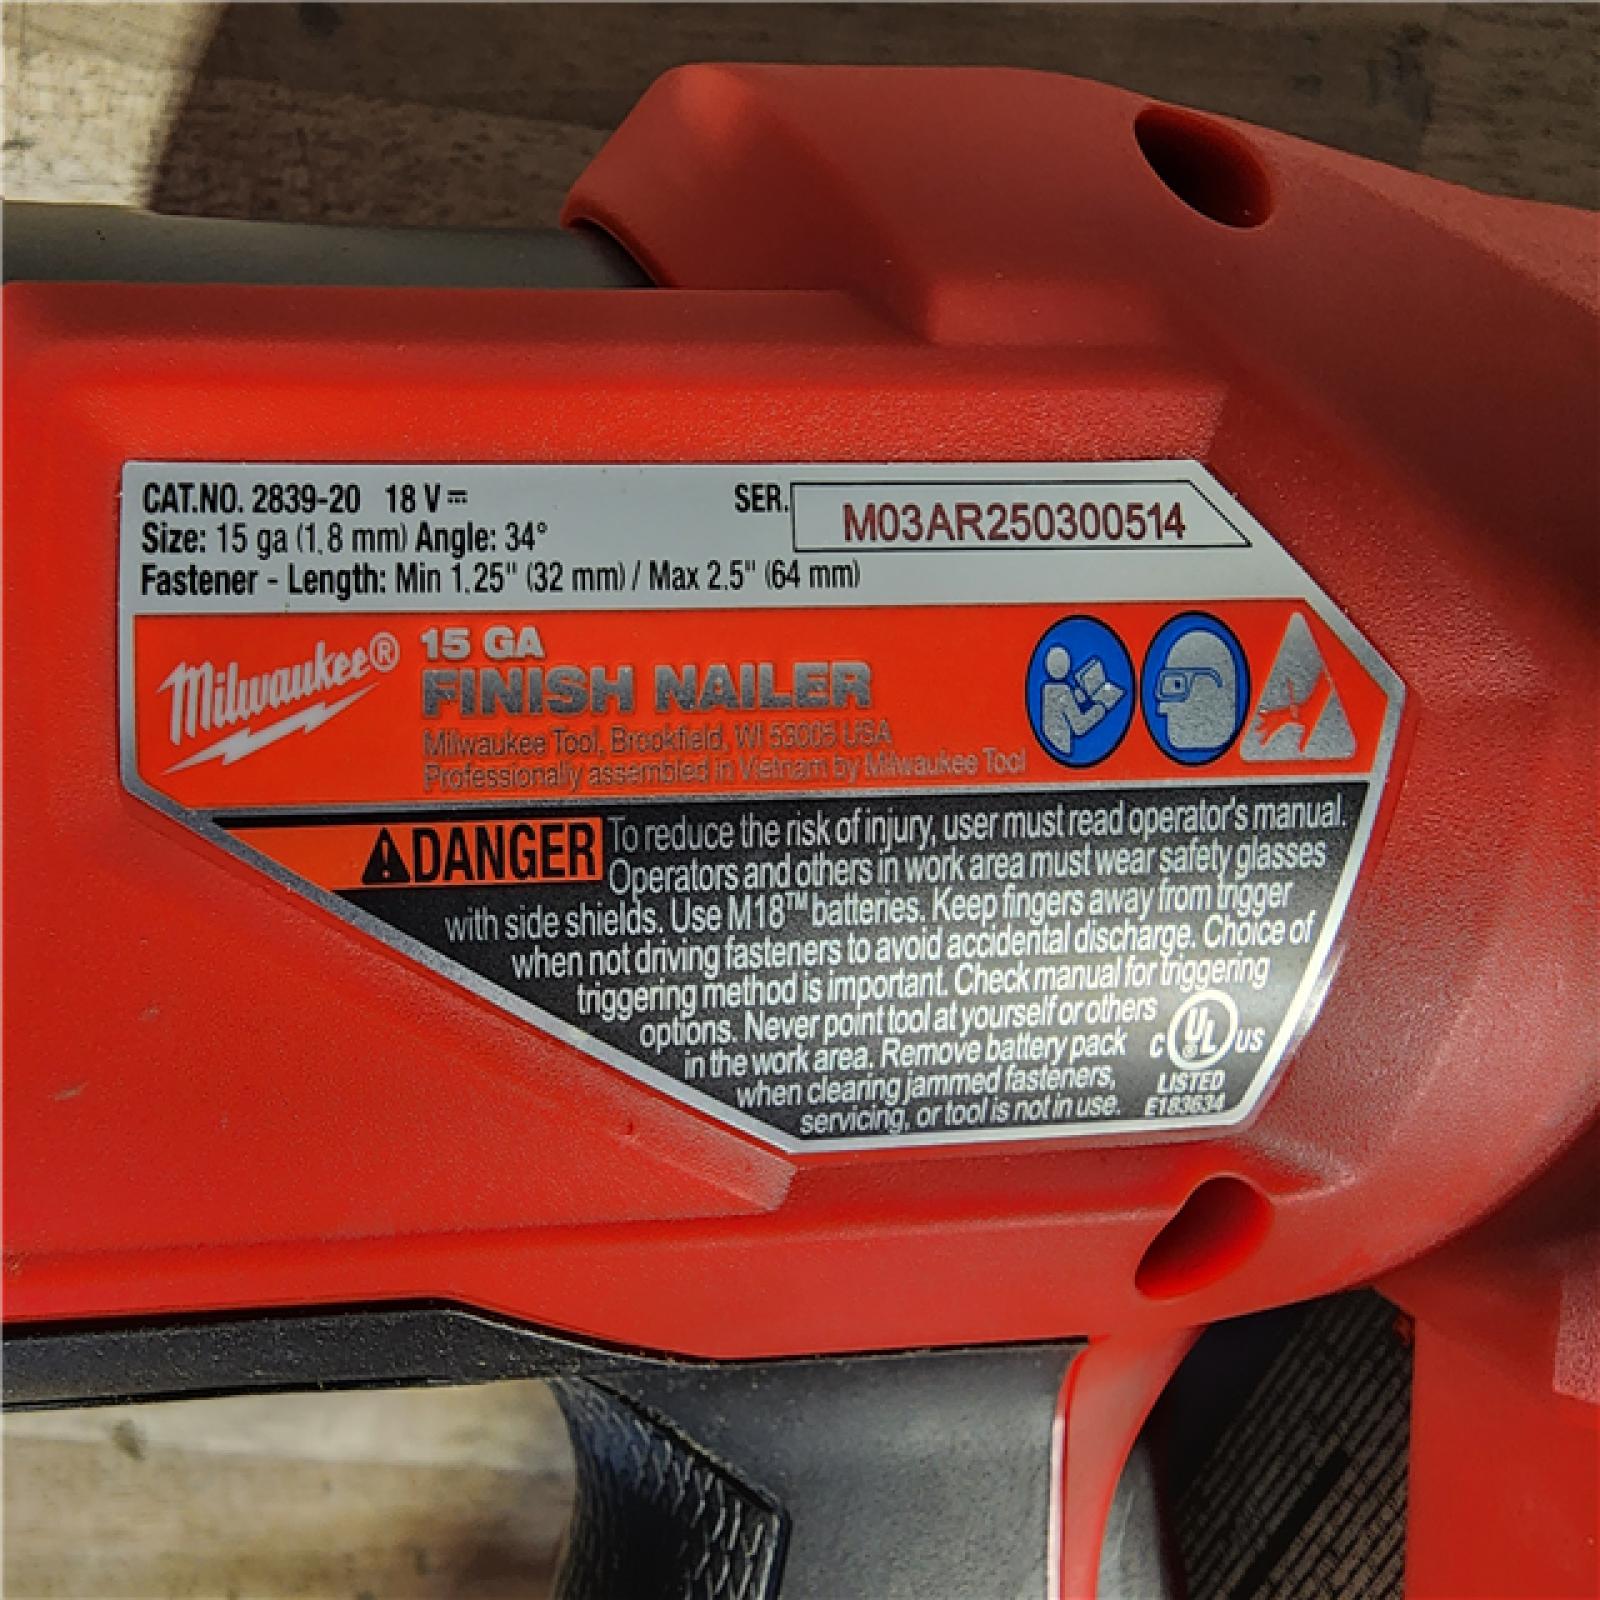 CAT.NO. 2839-20 18 V⎓ SER. M03AR250300514
Size: 15 ga (1.8 mm) Angle: 34°
Fastener - Length: Min 1.25" (32 mm) / Max 2.5" (64 mm)
Milwaukee® 15 GA
FINISH NAILER
Milwaukee Tool, Brookfield, WI 53005 USA
Professionally assembled in Vietnam by Milwaukee Tool
⚠DANGER To reduce the risk of injury, user must read operator's manual.
Operators and others in work area must wear safety glasses
with side shields. Use M18™ batteries. Keep fingers away from trigger
when not driving fasteners to avoid accidental discharge. Choice of
triggering method is important. Check manual for triggering
options. Never point tool at yourself or others
in the work area. Remove battery pack
when clearing jammed fasteners,
servicing, or tool is not in use.
C UL® US
LISTED
E183634